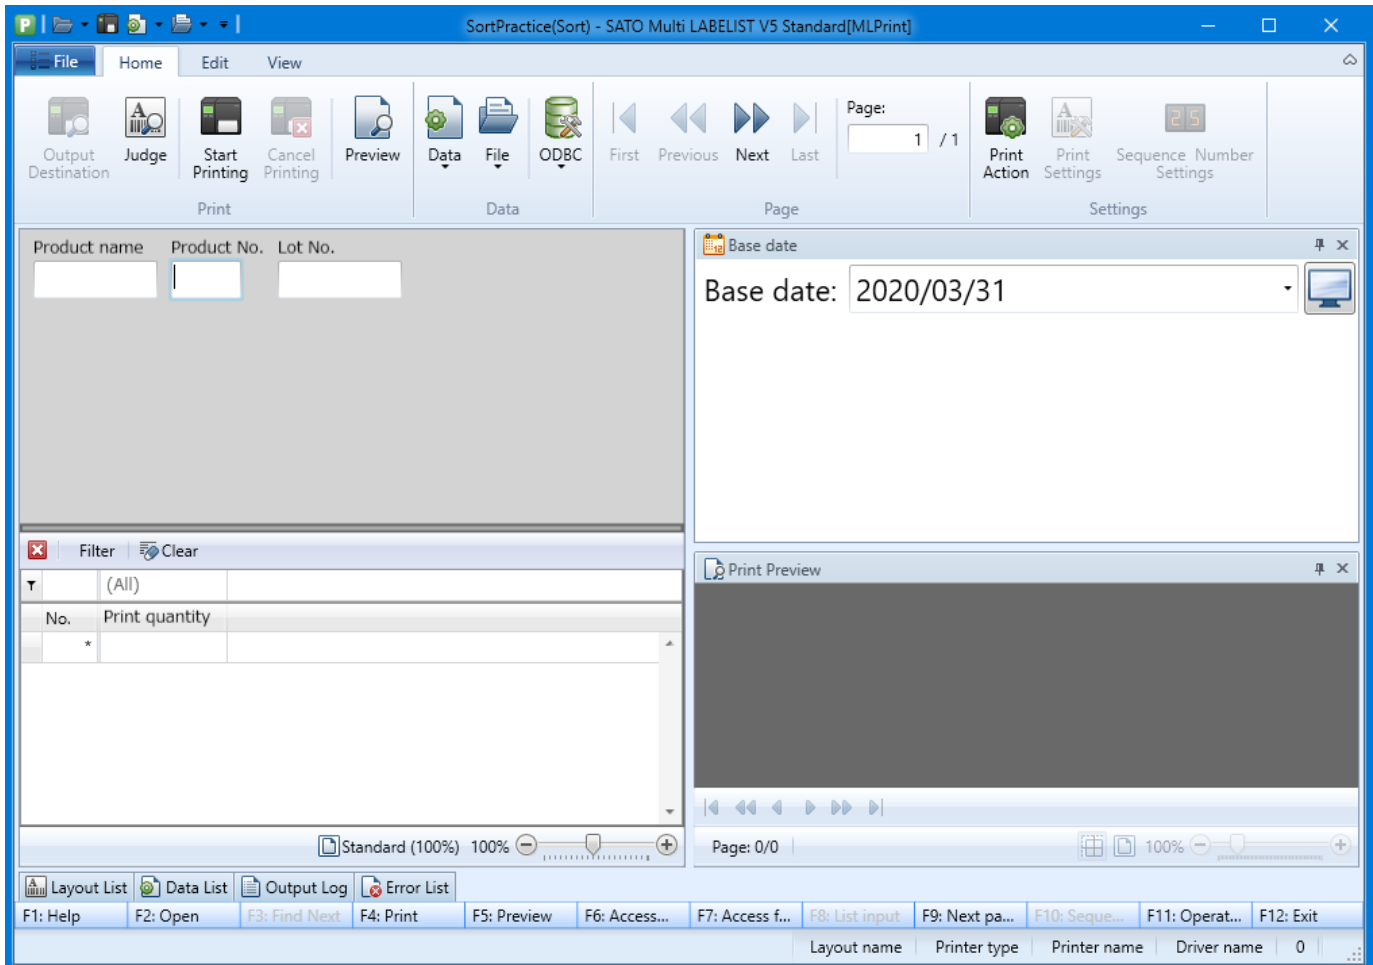 SortPractice(Sort) - SATO Multi LABELIST V5 Standard[MLPrint]
File Home Edit View
Output Destination
Judge
Start Printing
Cancel Printing
Preview
Data
File
ODBC
First
Previous
Next
Last
Page:
1 / 1
Print Action
Print Settings
Sequence Number Settings
Print
Data
Page
Settings
Product name Product No. Lot No.
Base date
Base date: 2020/03/31
Filter Clear
(All)
No. Print quantity
*
Print Preview
Standard (100%) 100%
Page: 0/0
100%
Layout List Data List Output Log Error List
F1: Help F2: Open F3: Find Next F4: Print F5: Preview F6: Access... F7: Access f... F8: List input F9: Next pa... F10: Seque... F11: Operat... F12: Exit
Layout name Printer type Printer name Driver name 0